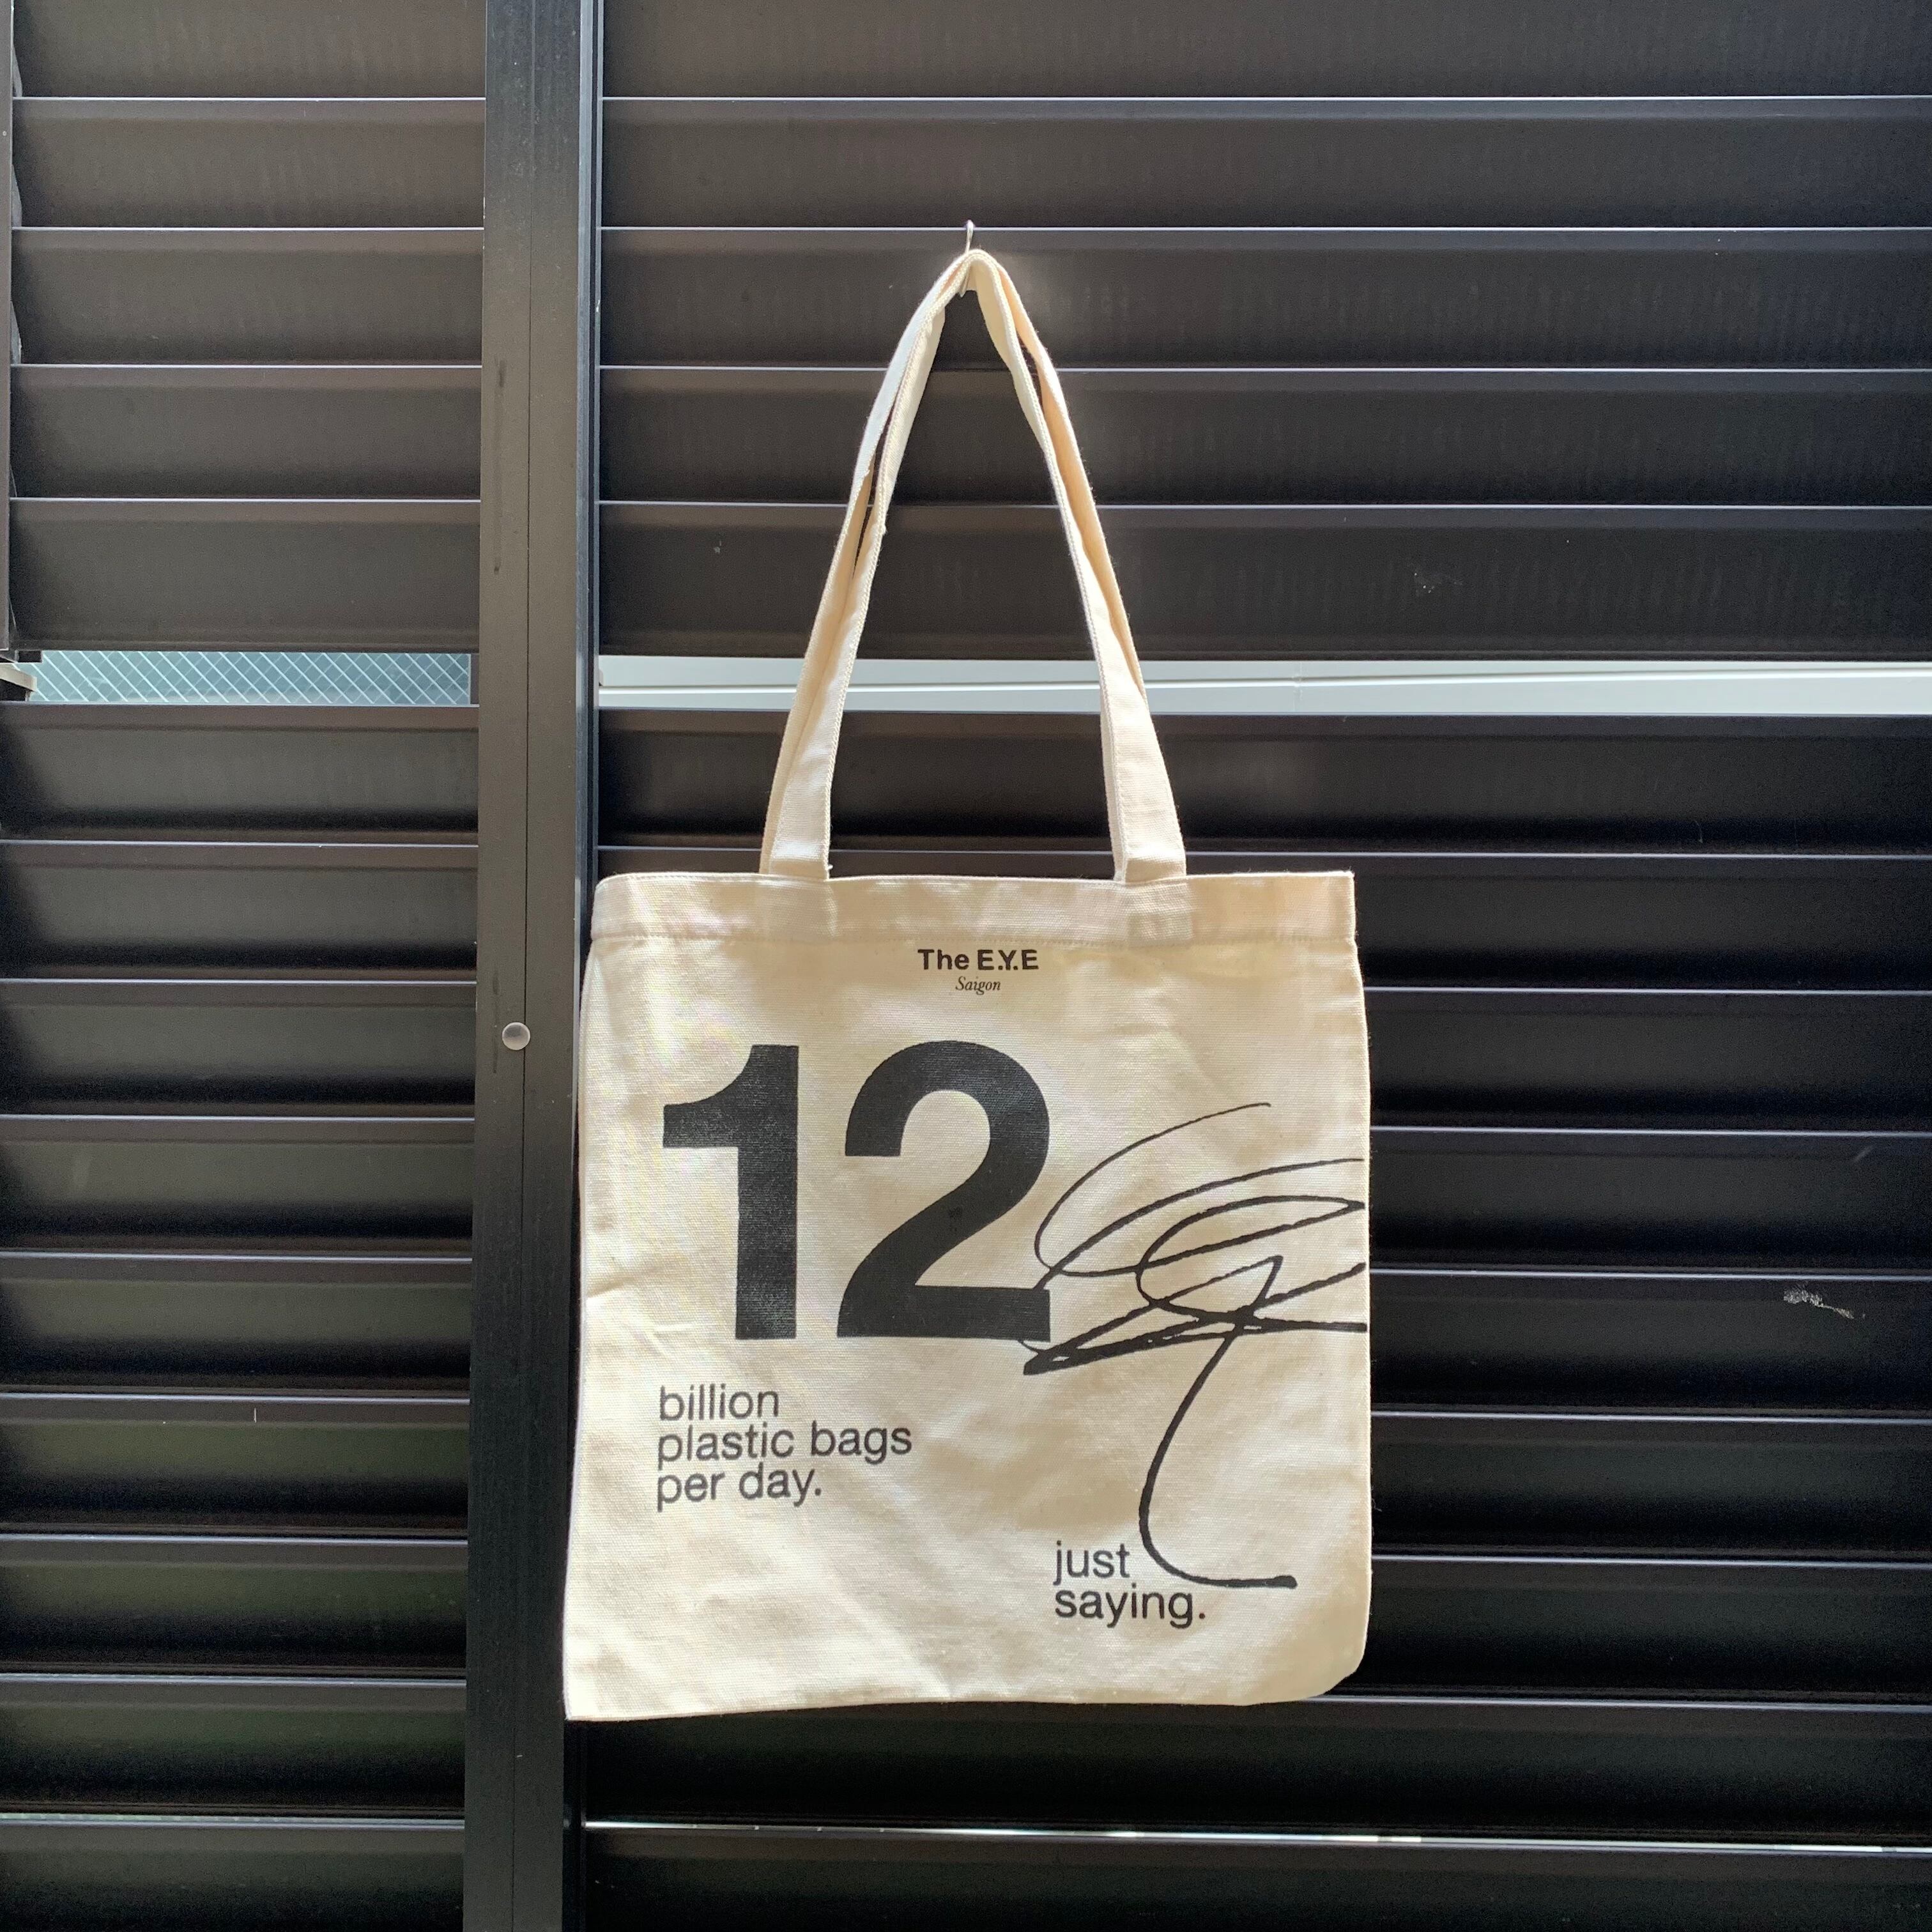 The E.Y.E
Saigon
12
billion
plastic bags
per day.
just
saying.